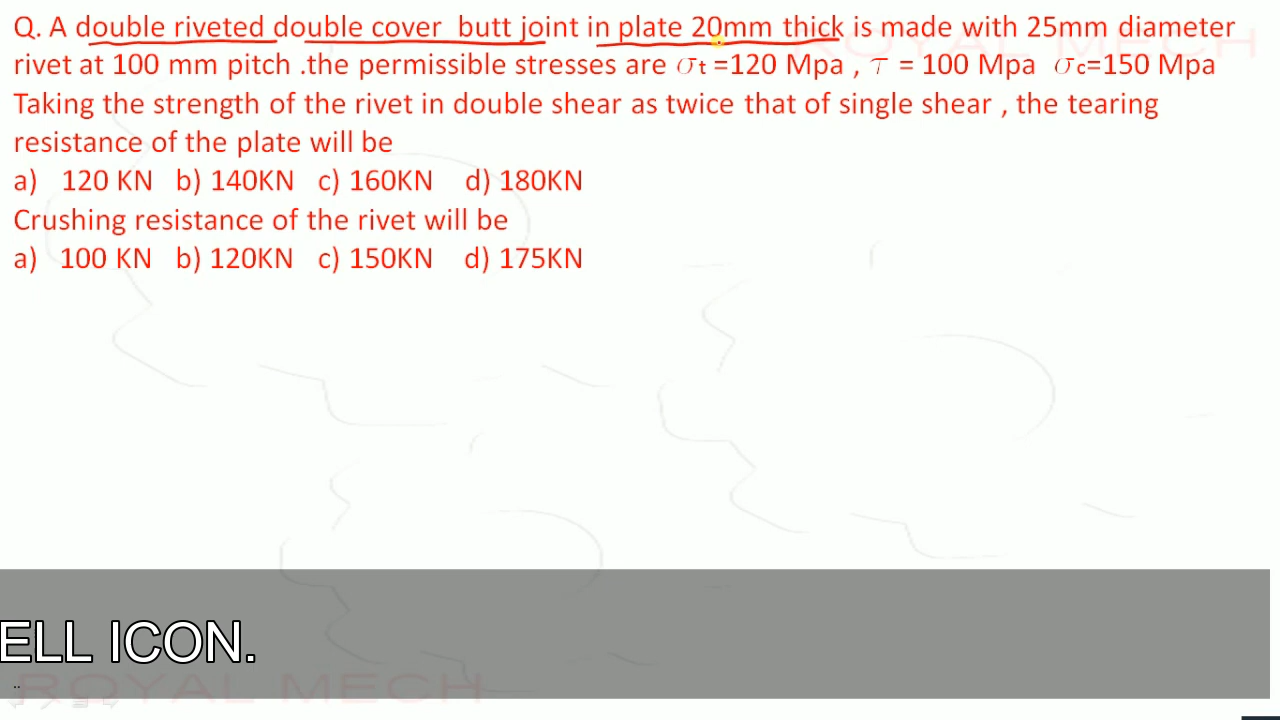 Q. A double riveted double cover butt joint in plate 20mm thick is made with 25mm diameter
rivet at 100 mm pitch .the permissible stresses are σt =120 Mpa , τ = 100 Mpa σc=150 Mpa
Taking the strength of the rivet in double shear as twice that of single shear , the tearing
resistance of the plate will be
a) 120 KN b) 140KN c) 160KN d) 180KN
Crushing resistance of the rivet will be
a) 100 KN b) 120KN c) 150KN d) 175KN
ELL ICON.
..
ROYAL MECH